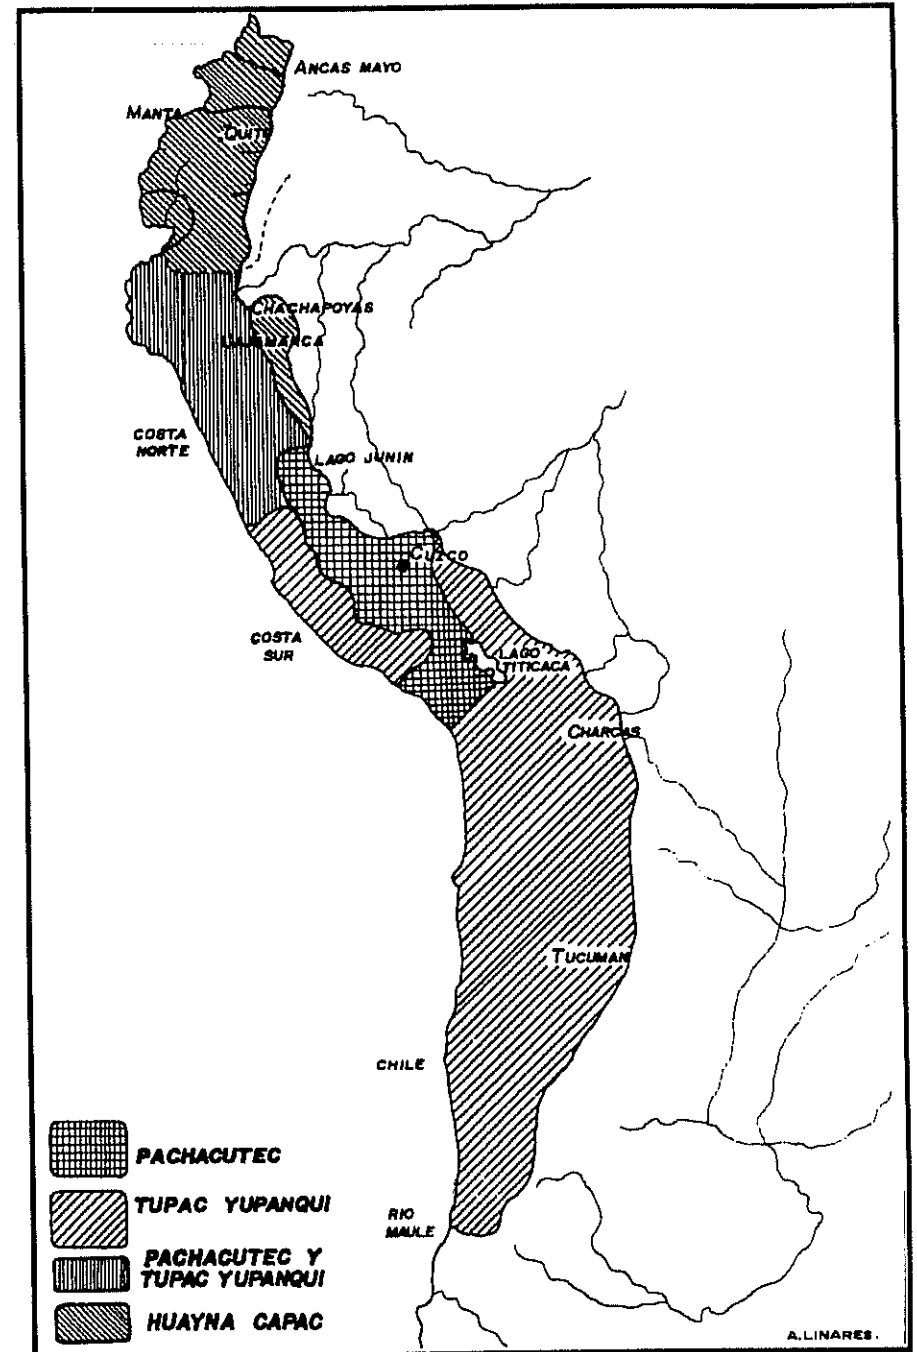 ANCAS MAYO
MANTA
QUITO
CHACHAPOYAS
CAJAMARCA
COSTA
NORTE
LAGO JUNIN
CUZCO
COSTA
SUR
LAGO
TITICACA
CHARCAS
TUCUMAN
CHILE
RIO
MAULE
PACHACUTEC
TUPAC YUPANQUI
PACHACUTEC Y
TUPAC YUPANQUI
HUAYNA CAPAC
A. LINARES.